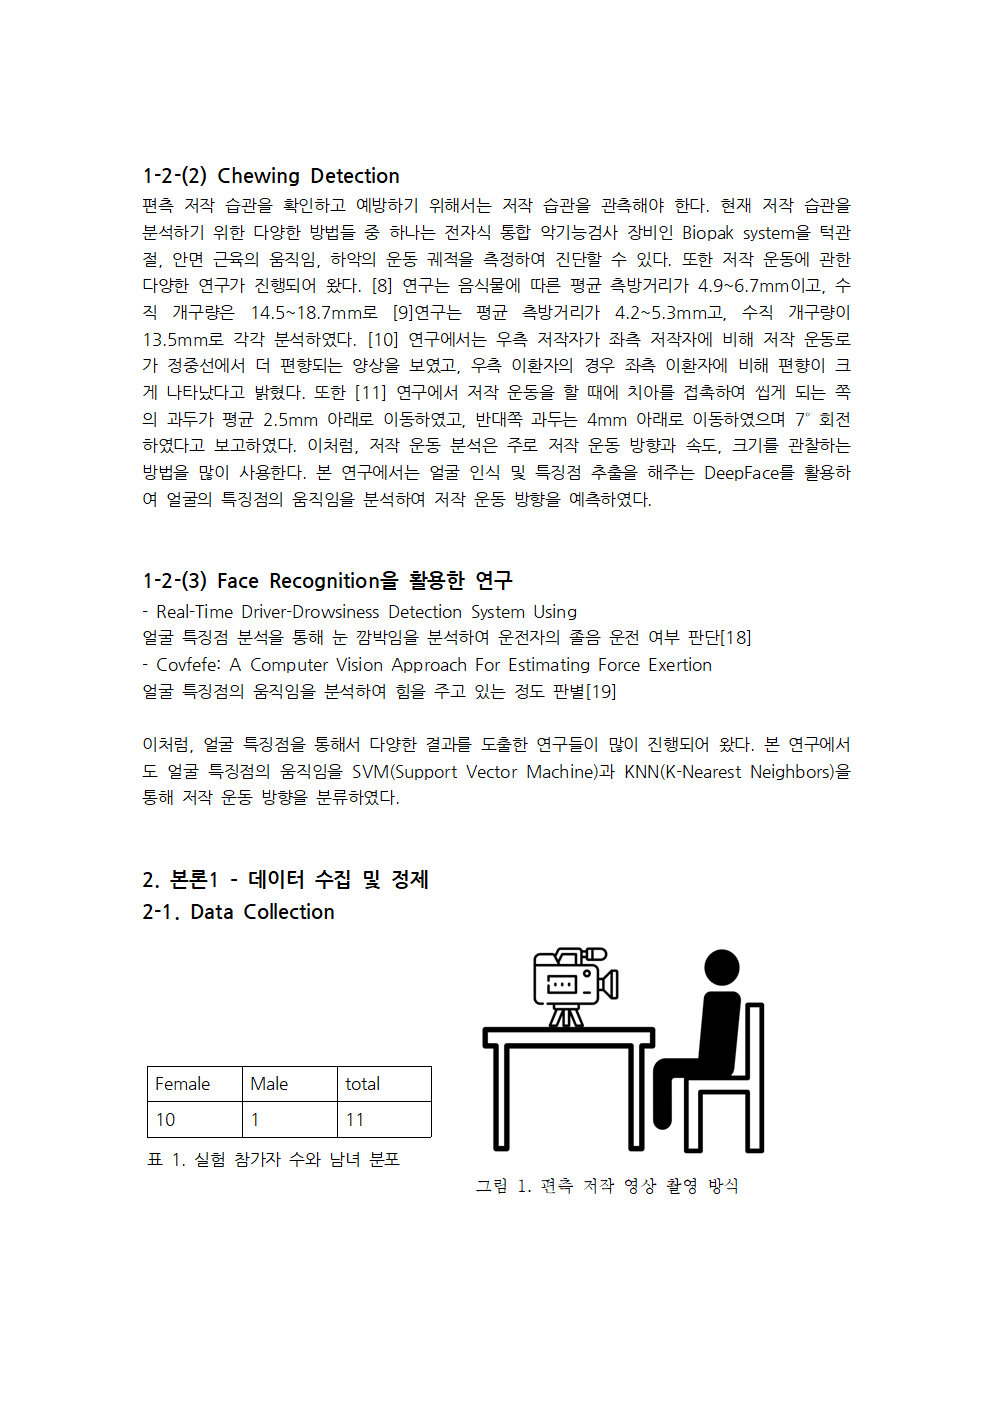 1-2-(2) Chewing Detection
편측 저작 습관을 확인하고 예방하기 위해서는 저작 습관을 관측해야 한다. 현재 저작 습관을
분석하기 위한 다양한 방법들 중 하나는 전자식 통합 악기능검사 장비인 Biopak system을 턱관
절, 안면 근육의 움직임, 하악의 운동 궤적을 측정하여 진단할 수 있다. 또한 저작 운동에 관한
다양한 연구가 진행되어 왔다. [8] 연구는 음식물에 따른 평균 측방거리가 4.9~6.7mm이고, 수
직 개구량은 14.5~18.7mm로 [9]연구는 평균 측방거리가 4.2~5.3mm고, 수직 개구량이
13.5mm로 각각 분석하였다. [10] 연구에서는 우측 저작자가 좌측 저작자에 비해 저작 운동로
가 정중선에서 더 편향되는 양상을 보였고, 우측 이환자의 경우 좌측 이환자에 비해 편향이 크
게 나타났다고 밝혔다. 또한 [11] 연구에서 저작 운동을 할 때에 치아를 접촉하여 씹게 되는 쪽
의 과두가 평균 2.5mm 아래로 이동하였고, 반대쪽 과두는 4mm 아래로 이동하였으며 7° 회전
하였다고 보고하였다. 이처럼, 저작 운동 분석은 주로 저작 운동 방향과 속도, 크기를 관찰하는
방법을 많이 사용한다. 본 연구에서는 얼굴 인식 및 특징점 추출을 해주는 DeepFace를 활용하
여 얼굴의 특징점의 움직임을 분석하여 저작 운동 방향을 예측하였다.
1-2-(3) Face Recognition을 활용한 연구
- Real-Time Driver-Drowsiness Detection System Using
얼굴 특징점 분석을 통해 눈 깜박임을 분석하여 운전자의 졸음 운전 여부 판단[18]
- Covfefe: A Computer Vision Approach For Estimating Force Exertion
얼굴 특징점의 움직임을 분석하여 힘을 주고 있는 정도 판별[19]
이처럼, 얼굴 특징점을 통해서 다양한 결과를 도출한 연구들이 많이 진행되어 왔다. 본 연구에서
도 얼굴 특징점의 움직임을 SVM(Support Vector Machine)과 KNN(K-Nearest Neighbors)을
통해 저작 운동 방향을 분류하였다.
2. 본론1 - 데이터 수집 및 정제
2-1. Data Collection
Female Male total
10 1 11
표 1. 실험 참가자 수와 남녀 분포
그림 1. 편측 저작 영상 촬영 방식